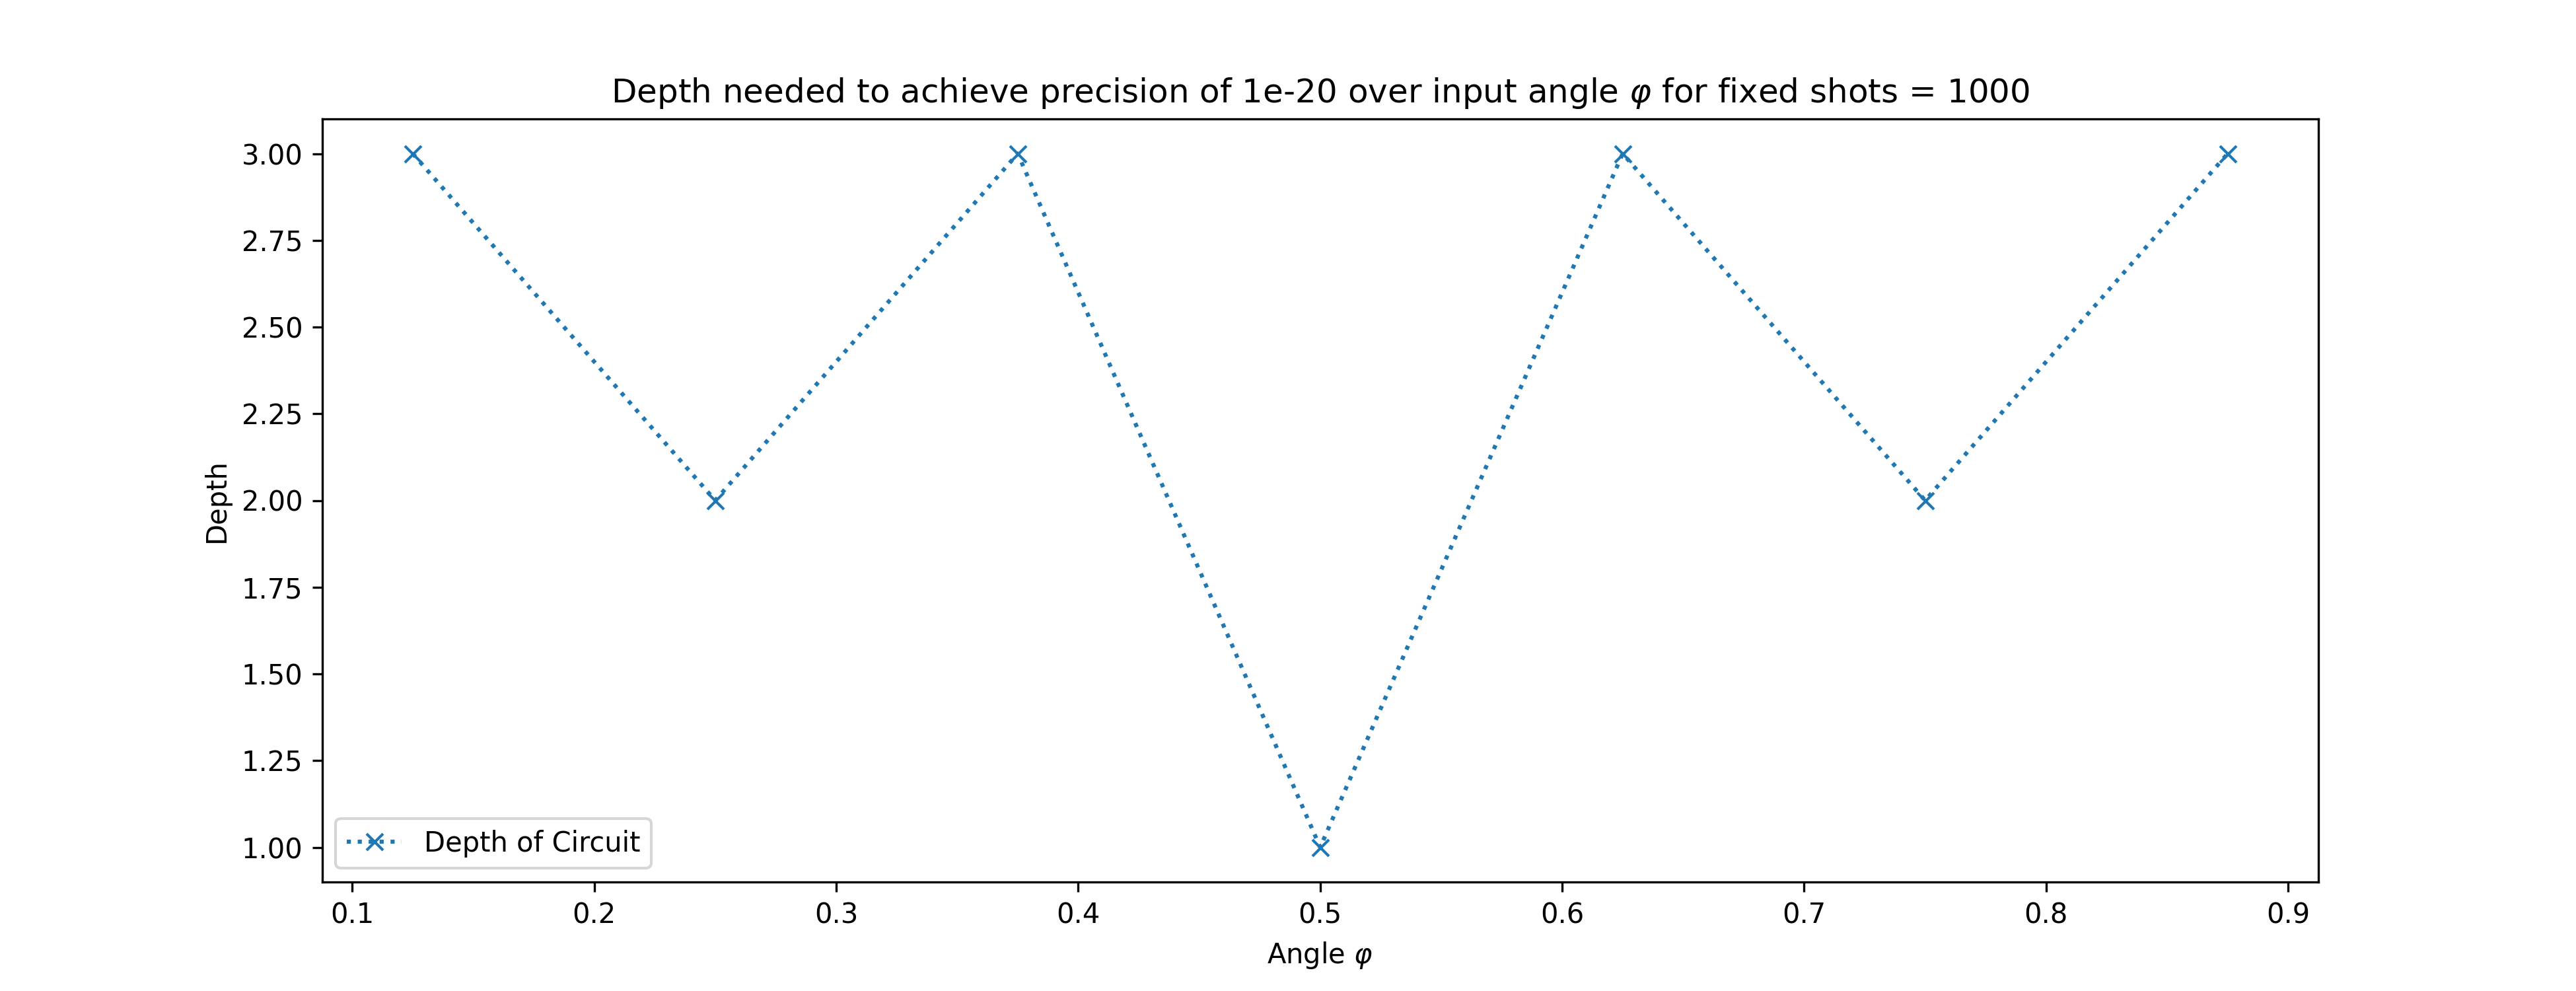 Depth needed to achieve precision of 1e-20 over input angle φ for fixed shots = 1000
3.00
2.75
2.50
2.25
2.00
1.75
1.50
1.25
1.00
Depth
Depth of Circuit
0.1 0.2 0.3 0.4 0.5 0.6 0.7 0.8 0.9
Angle φ